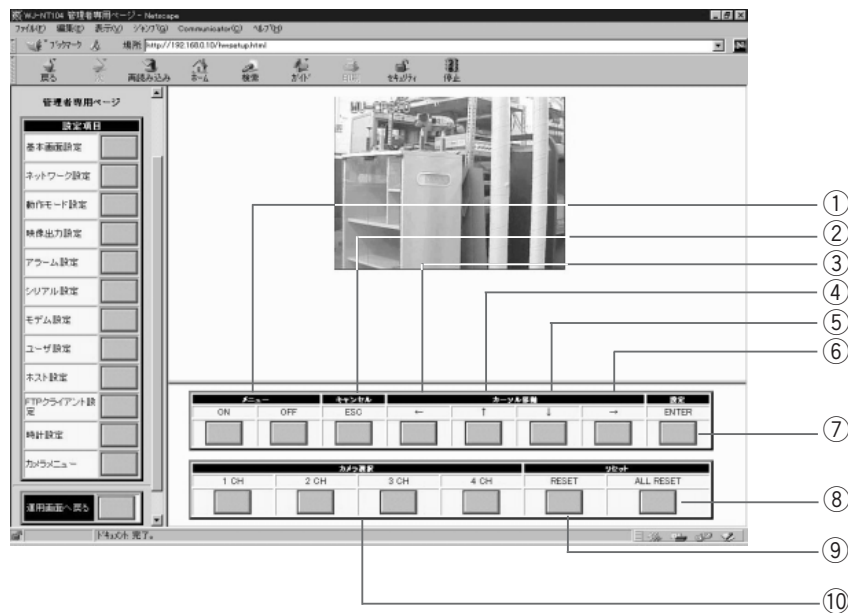 WJ-NT104 管理者専用ページ - Netscape
ファイル(F) 編集(E) 表示(V) ジャンプ(G) Communicator(C) ヘルプ(H)
ブックマーク 場所 http://192.168.0.10/hwsetup.html
戻る 再読み込み ホーム 検索 ガイド 印刷 セキュリティ 停止
管理者専用ページ
設定項目
基本画面設定
ネットワーク設定
動作モード設定
映像出力設定
アラーム設定
シリアル設定
モデム設定
ユーザ設定
ホスト設定
FTPクライアント設
定
時計設定
カメラメニュー
運用画面へ戻る
メニュー キャンセル カーソル移動 設定
ON OFF ESC ← ↑ ↓ → ENTER
カメラ選択 リセット
1 CH 2 CH 3 CH 4 CH RESET ALL RESET
ドキュメント 完了。
①
②
③
④
⑤
⑥
⑦
⑧
⑨
⑩